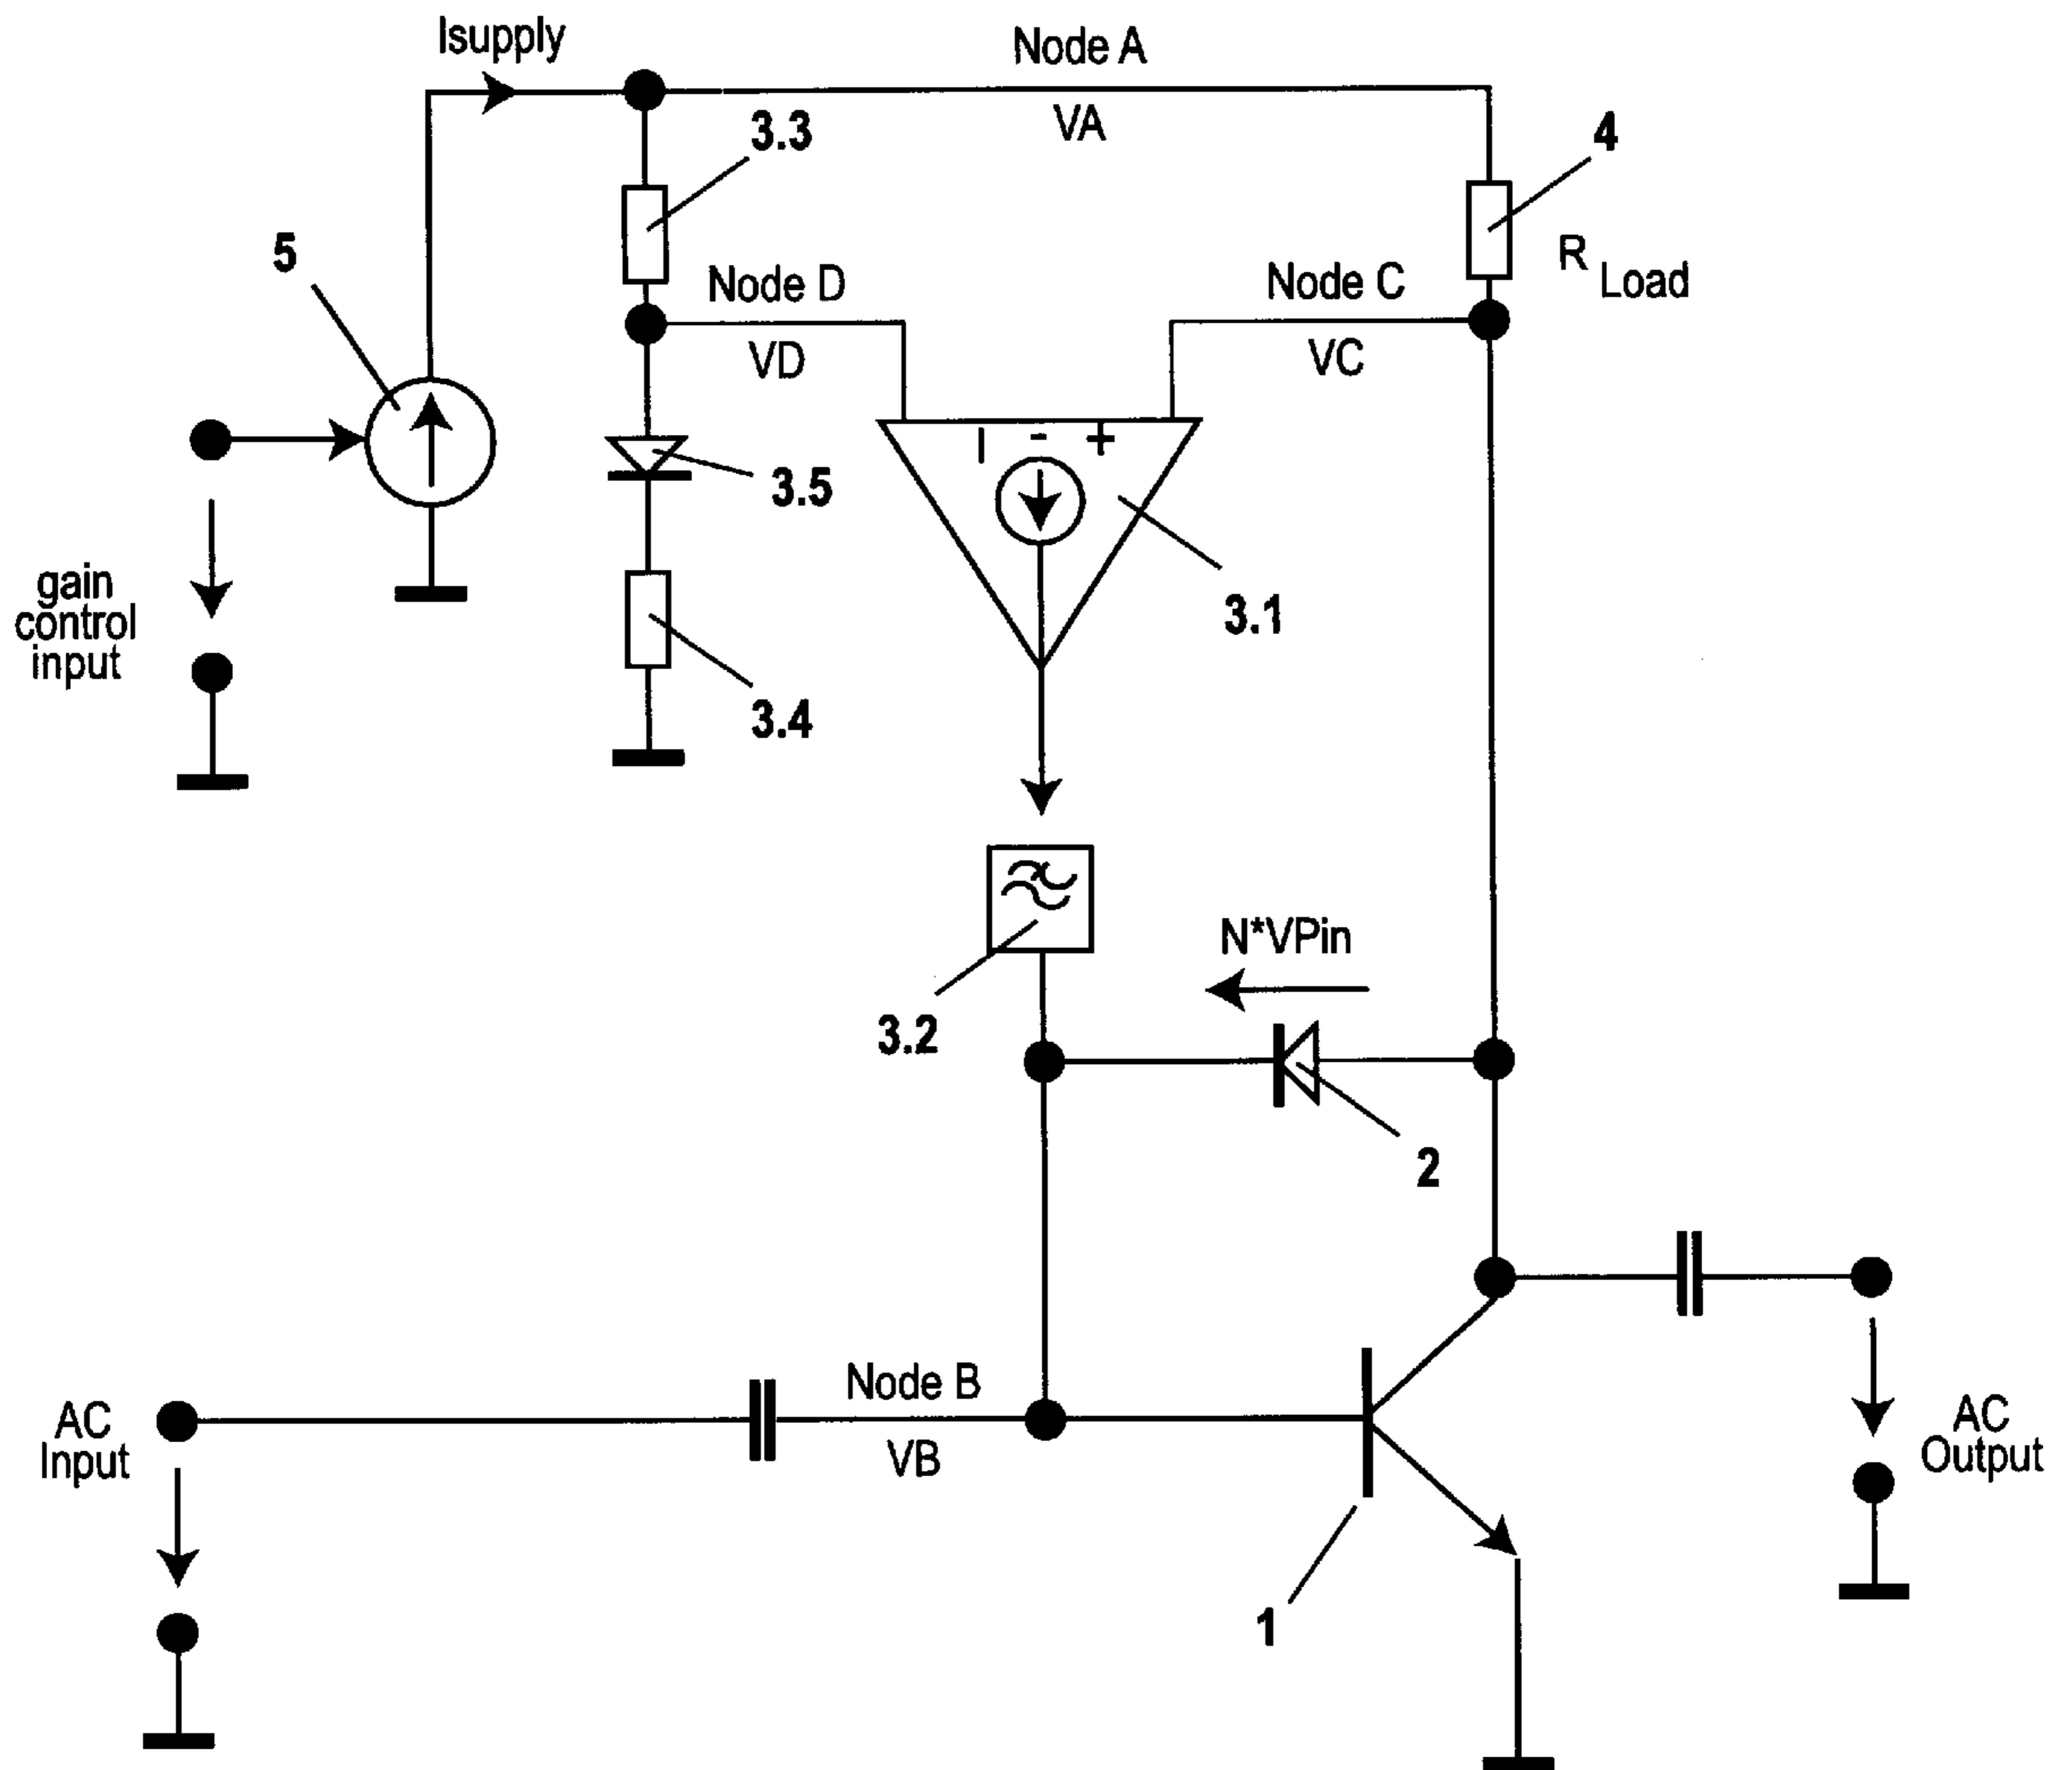 Isupply
Node A
VA
3.3
4
5
Node D
VD
Node C
VC
R
Load
I - +
3.5
gain
control
input
3.1
3.4
N*VPin
3.2
2
Node B
VB
AC
Input
AC
Output
1